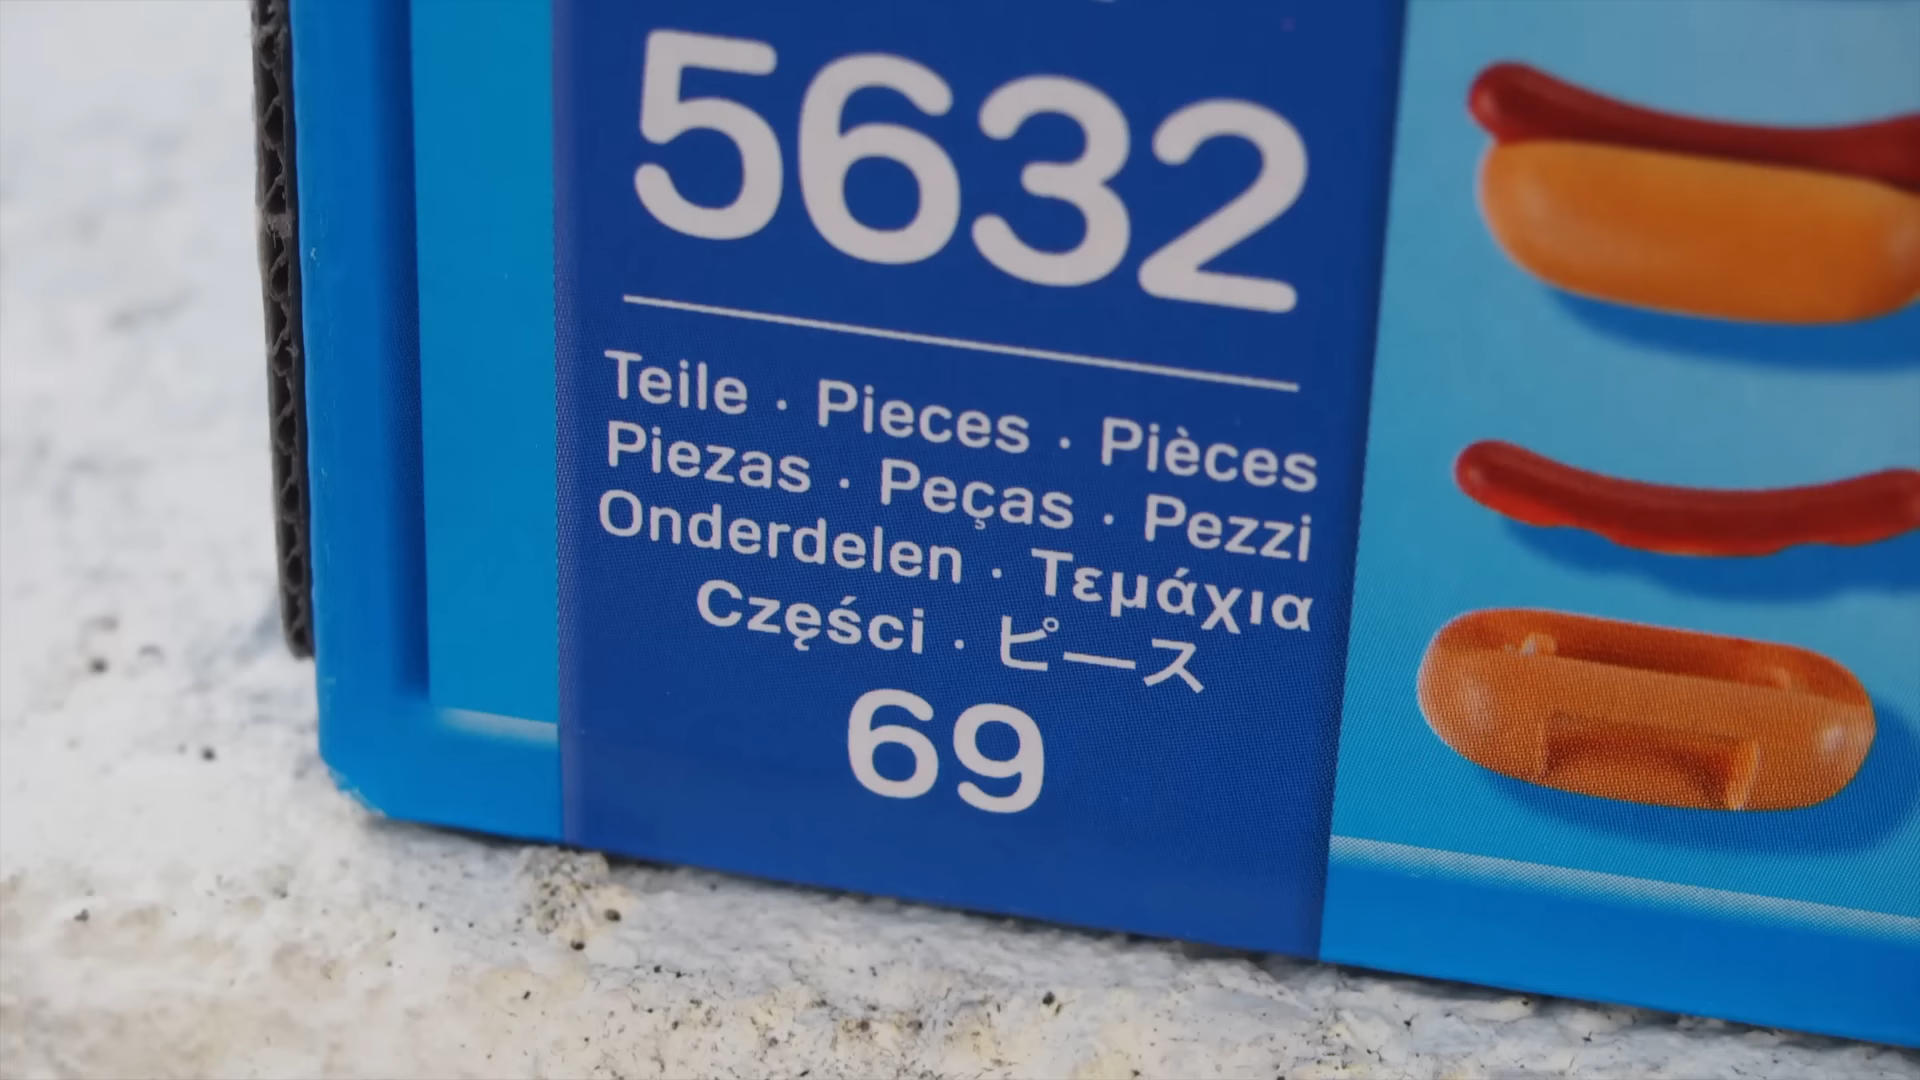 5632
Teile · Pieces · Pièces
Piezas · Peças · Pezzi
Onderdelen · Τεμάχια
Części · ピース
69